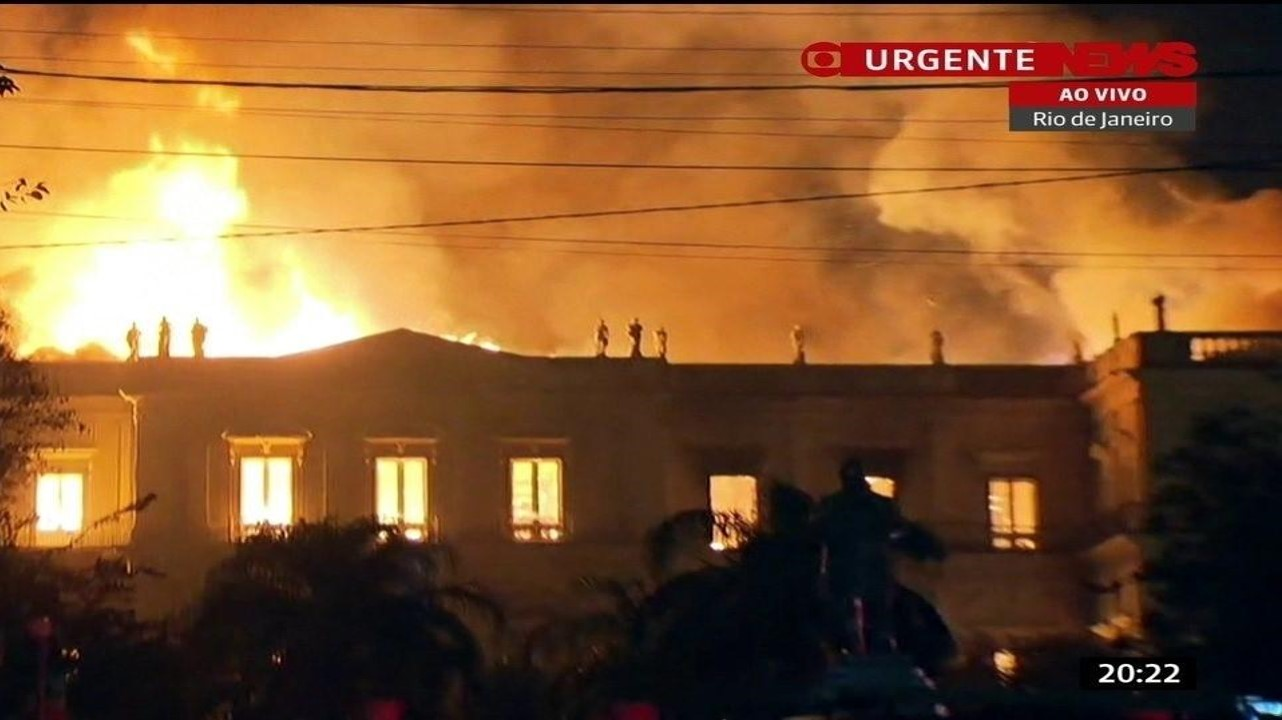 URGENTE NEWS
AO VIVO
Rio de Janeiro
20:22